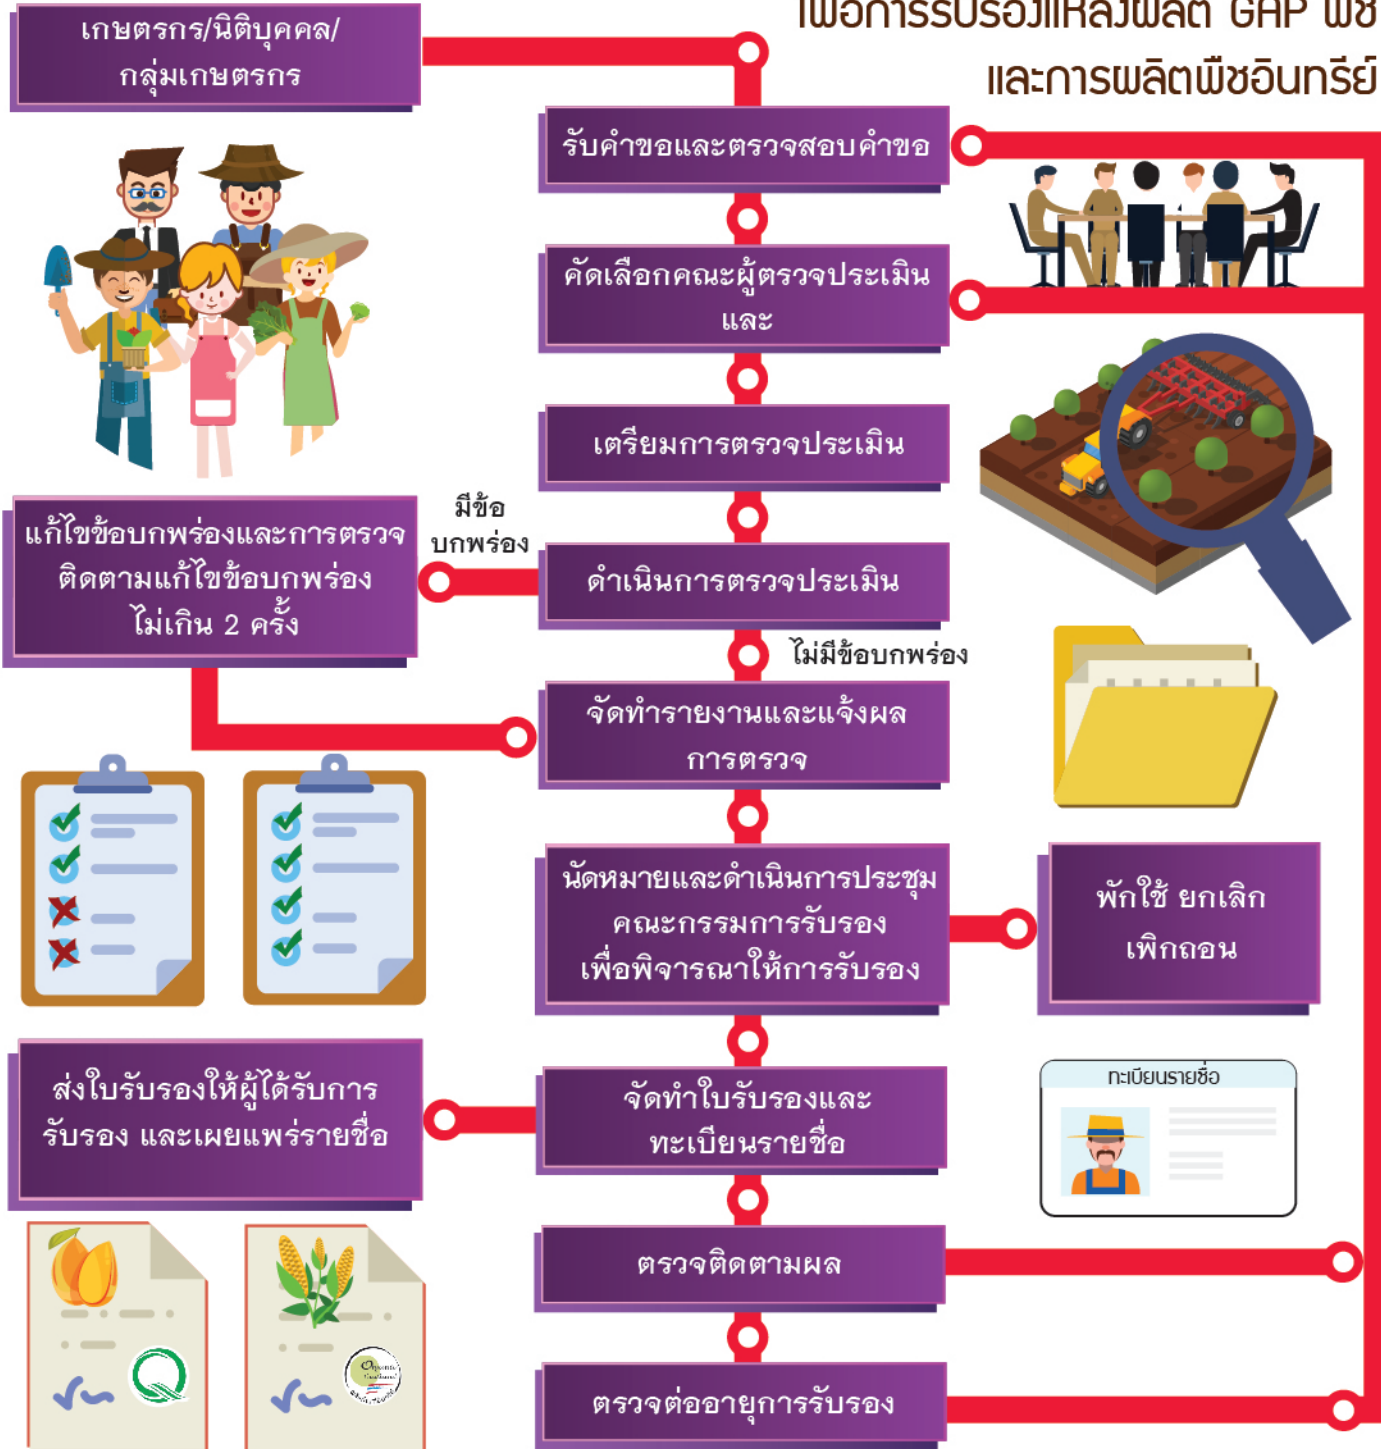 เพื่อการรับรองแหล่งผลิต GAP พืช
และการผลิตพืชอินทรีย์
เกษตรกร/นิติบุคคล/
กลุ่มเกษตรกร
รับคำขอและตรวจสอบคำขอ
คัดเลือกคณะผู้ตรวจประเมิน
และ
เตรียมการตรวจประเมิน
มีข้อ
บกพร่อง
แก้ไขข้อบกพร่องและการตรวจ
ติดตามแก้ไขข้อบกพร่อง
ไม่เกิน 2 ครั้ง
ดำเนินการตรวจประเมิน
ไม่มีข้อบกพร่อง
จัดทำรายงานและแจ้งผล
การตรวจ
นัดหมายและดำเนินการประชุม
คณะกรรมการรับรอง
เพื่อพิจารณาให้การรับรอง
พักใช้ ยกเลิก
เพิกถอน
ส่งใบรับรองให้ผู้ได้รับการ
รับรอง และเผยแพร่รายชื่อ
จัดทำใบรับรองและ
ทะเบียนรายชื่อ
ทะเบียนรายชื่อ
ตรวจติดตามผล
Q
ตรวจต่ออายุการรับรอง